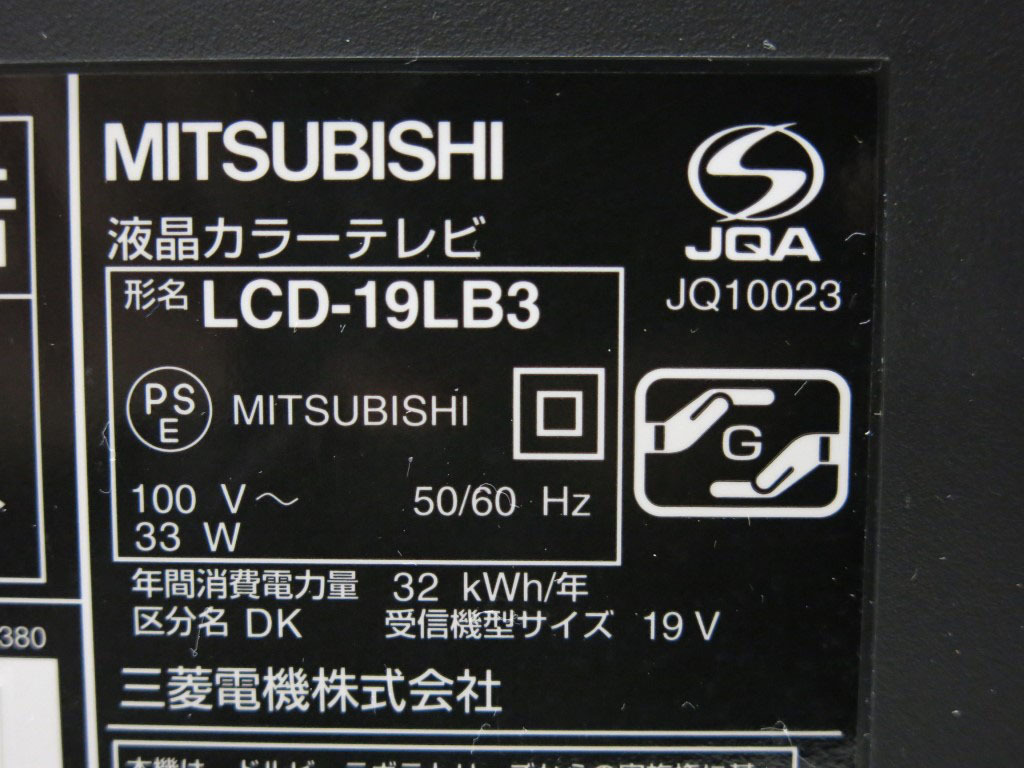 MITSUBISHI
液晶カラーテレビ
JQA
JQ10023
形名 LCD-19LB3
PSE MITSUBISHI
G
100 V～ 50/60 Hz
33 W
年間消費電力量 32 kWh/年
区分名 DK 受信機型サイズ 19 V
380
三菱電機株式会社